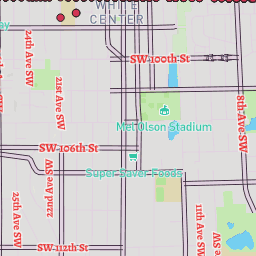 WHITE
CENTER
SW 100th St
24th Ave SW
21st Ave SW
8th Ave SW
Mel Olson Stadium
SW 106th St
Super Saver Foods
25th Ave SW
22nd Ave SW
11th Ave SW
SW 112th St